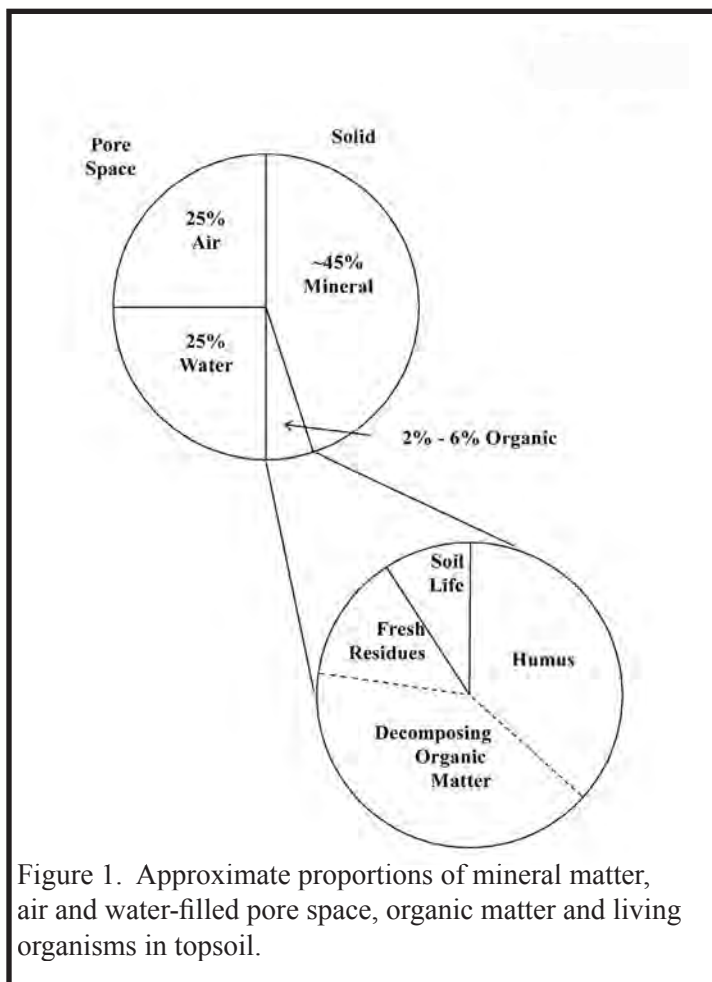 Pore
Space
Solid
25%
Air
~45%
Mineral
25%
Water
2% - 6% Organic
Soil
Life
Fresh
Residues
Humus
Decomposing
Organic
Matter
Figure 1.  Approximate proportions of mineral matter,
air and water-filled pore space, organic matter and living
organisms in topsoil.